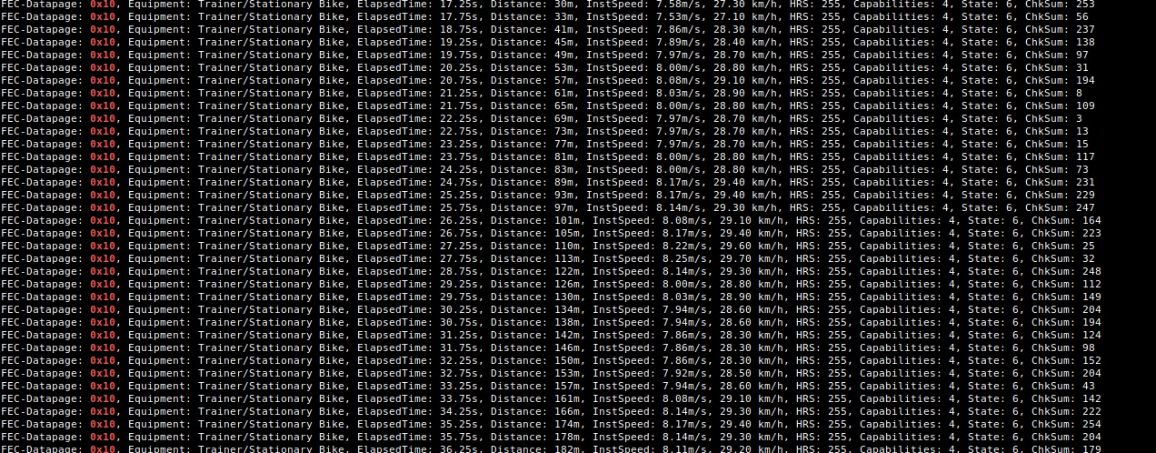 FEC-Datapage: 0x10, Equipment: Trainer/Stationary Bike, ElapsedTime: 17.25s, Distance: 30m, InstSpeed: 7.58m/s, 27.30 km/h, HRS: 255, Capabilities: 4, State: 6, ChkSum: 253
FEC-Datapage: 0x10, Equipment: Trainer/Stationary Bike, ElapsedTime: 17.75s, Distance: 33m, InstSpeed: 7.53m/s, 27.10 km/h, HRS: 255, Capabilities: 4, State: 6, ChkSum: 56
FEC-Datapage: 0x10, Equipment: Trainer/Stationary Bike, ElapsedTime: 18.75s, Distance: 41m, InstSpeed: 7.86m/s, 28.30 km/h, HRS: 255, Capabilities: 4, State: 6, ChkSum: 237
FEC-Datapage: 0x10, Equipment: Trainer/Stationary Bike, ElapsedTime: 19.25s, Distance: 45m, InstSpeed: 7.89m/s, 28.40 km/h, HRS: 255, Capabilities: 4, State: 6, ChkSum: 138
FEC-Datapage: 0x10, Equipment: Trainer/Stationary Bike, ElapsedTime: 19.75s, Distance: 49m, InstSpeed: 7.97m/s, 28.70 km/h, HRS: 255, Capabilities: 4, State: 6, ChkSum: 97
FEC-Datapage: 0x10, Equipment: Trainer/Stationary Bike, ElapsedTime: 20.25s, Distance: 53m, InstSpeed: 8.00m/s, 28.80 km/h, HRS: 255, Capabilities: 4, State: 6, ChkSum: 31
FEC-Datapage: 0x10, Equipment: Trainer/Stationary Bike, ElapsedTime: 20.75s, Distance: 57m, InstSpeed: 8.08m/s, 29.10 km/h, HRS: 255, Capabilities: 4, State: 6, ChkSum: 194
FEC-Datapage: 0x10, Equipment: Trainer/Stationary Bike, ElapsedTime: 21.25s, Distance: 61m, InstSpeed: 8.03m/s, 28.90 km/h, HRS: 255, Capabilities: 4, State: 6, ChkSum: 8
FEC-Datapage: 0x10, Equipment: Trainer/Stationary Bike, ElapsedTime: 21.75s, Distance: 65m, InstSpeed: 8.00m/s, 28.80 km/h, HRS: 255, Capabilities: 4, State: 6, ChkSum: 109
FEC-Datapage: 0x10, Equipment: Trainer/Stationary Bike, ElapsedTime: 22.25s, Distance: 69m, InstSpeed: 7.97m/s, 28.70 km/h, HRS: 255, Capabilities: 4, State: 6, ChkSum: 3
FEC-Datapage: 0x10, Equipment: Trainer/Stationary Bike, ElapsedTime: 22.75s, Distance: 73m, InstSpeed: 7.97m/s, 28.70 km/h, HRS: 255, Capabilities: 4, State: 6, ChkSum: 13
FEC-Datapage: 0x10, Equipment: Trainer/Stationary Bike, ElapsedTime: 23.25s, Distance: 77m, InstSpeed: 7.97m/s, 28.70 km/h, HRS: 255, Capabilities: 4, State: 6, ChkSum: 15
FEC-Datapage: 0x10, Equipment: Trainer/Stationary Bike, ElapsedTime: 23.75s, Distance: 81m, InstSpeed: 8.00m/s, 28.80 km/h, HRS: 255, Capabilities: 4, State: 6, ChkSum: 117
FEC-Datapage: 0x10, Equipment: Trainer/Stationary Bike, ElapsedTime: 24.25s, Distance: 83m, InstSpeed: 8.00m/s, 28.80 km/h, HRS: 255, Capabilities: 4, State: 6, ChkSum: 73
FEC-Datapage: 0x10, Equipment: Trainer/Stationary Bike, ElapsedTime: 24.75s, Distance: 89m, InstSpeed: 8.17m/s, 29.40 km/h, HRS: 255, Capabilities: 4, State: 6, ChkSum: 231
FEC-Datapage: 0x10, Equipment: Trainer/Stationary Bike, ElapsedTime: 25.25s, Distance: 93m, InstSpeed: 8.17m/s, 29.40 km/h, HRS: 255, Capabilities: 4, State: 6, ChkSum: 229
FEC-Datapage: 0x10, Equipment: Trainer/Stationary Bike, ElapsedTime: 25.75s, Distance: 97m, InstSpeed: 8.14m/s, 29.30 km/h, HRS: 255, Capabilities: 4, State: 6, ChkSum: 247
FEC-Datapage: 0x10, Equipment: Trainer/Stationary Bike, ElapsedTime: 26.25s, Distance: 101m, InstSpeed: 8.08m/s, 29.10 km/h, HRS: 255, Capabilities: 4, State: 6, ChkSum: 164
FEC-Datapage: 0x10, Equipment: Trainer/Stationary Bike, ElapsedTime: 26.75s, Distance: 105m, InstSpeed: 8.17m/s, 29.40 km/h, HRS: 255, Capabilities: 4, State: 6, ChkSum: 223
FEC-Datapage: 0x10, Equipment: Trainer/Stationary Bike, ElapsedTime: 27.25s, Distance: 110m, InstSpeed: 8.22m/s, 29.60 km/h, HRS: 255, Capabilities: 4, State: 6, ChkSum: 25
FEC-Datapage: 0x10, Equipment: Trainer/Stationary Bike, ElapsedTime: 27.75s, Distance: 113m, InstSpeed: 8.25m/s, 29.70 km/h, HRS: 255, Capabilities: 4, State: 6, ChkSum: 32
FEC-Datapage: 0x10, Equipment: Trainer/Stationary Bike, ElapsedTime: 28.75s, Distance: 122m, InstSpeed: 8.14m/s, 29.30 km/h, HRS: 255, Capabilities: 4, State: 6, ChkSum: 248
FEC-Datapage: 0x10, Equipment: Trainer/Stationary Bike, ElapsedTime: 29.25s, Distance: 126m, InstSpeed: 8.00m/s, 28.80 km/h, HRS: 255, Capabilities: 4, State: 6, ChkSum: 112
FEC-Datapage: 0x10, Equipment: Trainer/Stationary Bike, ElapsedTime: 29.75s, Distance: 130m, InstSpeed: 8.03m/s, 28.90 km/h, HRS: 255, Capabilities: 4, State: 6, ChkSum: 149
FEC-Datapage: 0x10, Equipment: Trainer/Stationary Bike, ElapsedTime: 30.25s, Distance: 134m, InstSpeed: 7.94m/s, 28.60 km/h, HRS: 255, Capabilities: 4, State: 6, ChkSum: 204
FEC-Datapage: 0x10, Equipment: Trainer/Stationary Bike, ElapsedTime: 30.75s, Distance: 138m, InstSpeed: 7.94m/s, 28.60 km/h, HRS: 255, Capabilities: 4, State: 6, ChkSum: 194
FEC-Datapage: 0x10, Equipment: Trainer/Stationary Bike, ElapsedTime: 31.25s, Distance: 142m, InstSpeed: 7.86m/s, 28.30 km/h, HRS: 255, Capabilities: 4, State: 6, ChkSum: 124
FEC-Datapage: 0x10, Equipment: Trainer/Stationary Bike, ElapsedTime: 31.75s, Distance: 146m, InstSpeed: 7.86m/s, 28.30 km/h, HRS: 255, Capabilities: 4, State: 6, ChkSum: 98
FEC-Datapage: 0x10, Equipment: Trainer/Stationary Bike, ElapsedTime: 32.25s, Distance: 150m, InstSpeed: 7.86m/s, 28.30 km/h, HRS: 255, Capabilities: 4, State: 6, ChkSum: 152
FEC-Datapage: 0x10, Equipment: Trainer/Stationary Bike, ElapsedTime: 32.75s, Distance: 153m, InstSpeed: 7.92m/s, 28.50 km/h, HRS: 255, Capabilities: 4, State: 6, ChkSum: 204
FEC-Datapage: 0x10, Equipment: Trainer/Stationary Bike, ElapsedTime: 33.25s, Distance: 157m, InstSpeed: 7.94m/s, 28.60 km/h, HRS: 255, Capabilities: 4, State: 6, ChkSum: 43
FEC-Datapage: 0x10, Equipment: Trainer/Stationary Bike, ElapsedTime: 33.75s, Distance: 161m, InstSpeed: 8.08m/s, 29.10 km/h, HRS: 255, Capabilities: 4, State: 6, ChkSum: 142
FEC-Datapage: 0x10, Equipment: Trainer/Stationary Bike, ElapsedTime: 34.25s, Distance: 166m, InstSpeed: 8.14m/s, 29.30 km/h, HRS: 255, Capabilities: 4, State: 6, ChkSum: 222
FEC-Datapage: 0x10, Equipment: Trainer/Stationary Bike, ElapsedTime: 35.25s, Distance: 174m, InstSpeed: 8.17m/s, 29.40 km/h, HRS: 255, Capabilities: 4, State: 6, ChkSum: 254
FEC-Datapage: 0x10, Equipment: Trainer/Stationary Bike, ElapsedTime: 35.75s, Distance: 178m, InstSpeed: 8.14m/s, 29.30 km/h, HRS: 255, Capabilities: 4, State: 6, ChkSum: 204
FEC-Datapage: 0x10, Equipment: Trainer/Stationary Bike, ElapsedTime: 36.25s, Distance: 182m, InstSpeed: 8.11m/s, 29.20 km/h, HRS: 255, Capabilities: 4, State: 6, ChkSum: 179